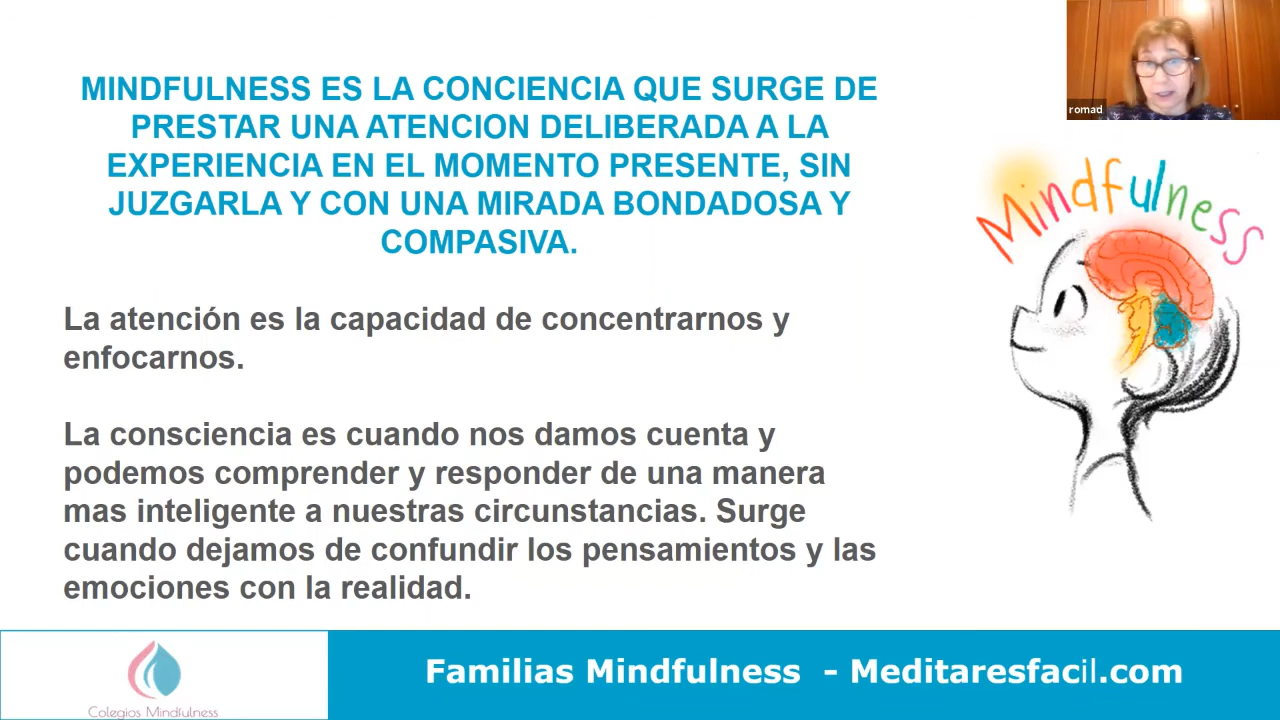 MINDFULNESS ES LA CONCIENCIA QUE SURGE DE
PRESTAR UNA ATENCION DELIBERADA A LA
EXPERIENCIA EN EL MOMENTO PRESENTE, SIN
JUZGARLA Y CON UNA MIRADA BONDADOSA Y
COMPASIVA.
romad
Mindfulness
La atención es la capacidad de concentrarnos y
enfocarnos.
La consciencia es cuando nos damos cuenta y
podemos comprender y responder de una manera
mas inteligente a nuestras circunstancias. Surge
cuando dejamos de confundir los pensamientos y las
emociones con la realidad.
Colegios Mindfulness
Familias Mindfulness - Meditaresfacil.com